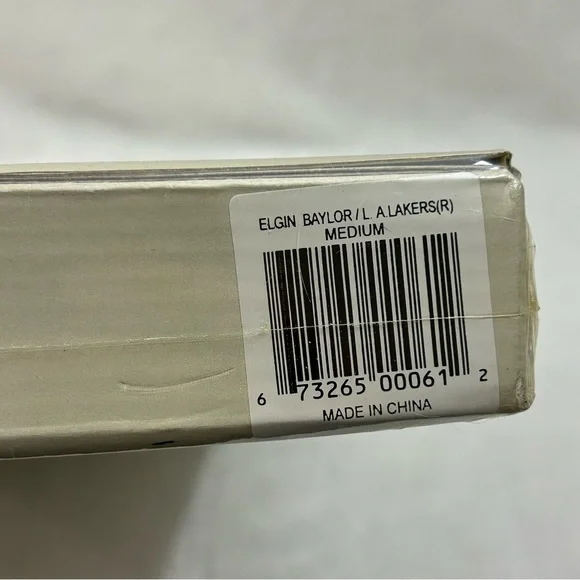 ELGIN BAYLOR / L. A.LAKERS(R)
MEDIUM
6 73265 00061 2
MADE IN CHINA